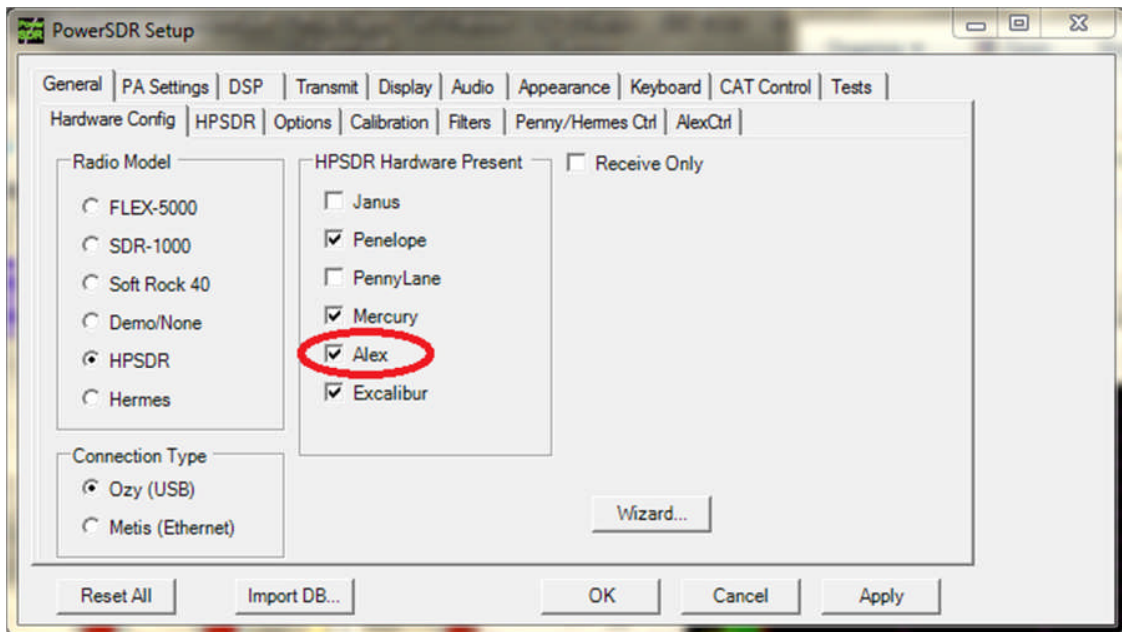 PowerSDR Setup
General PA Settings DSP Transmit Display Audio Appearance Keyboard CAT Control Tests
Hardware Config HPSDR Options Calibration Filters Penny/Hermes Ctrl AlexCtrl
Radio Model
FLEX-5000
SDR-1000
Soft Rock 40
Demo/None
HPSDR
Hermes
HPSDR Hardware Present
Janus
Penelope
PennyLane
Mercury
Alex
Excalibur
Receive Only
Connection Type
Ozy (USB)
Metis (Ethernet)
Wizard...
Reset All Import DB... OK Cancel Apply